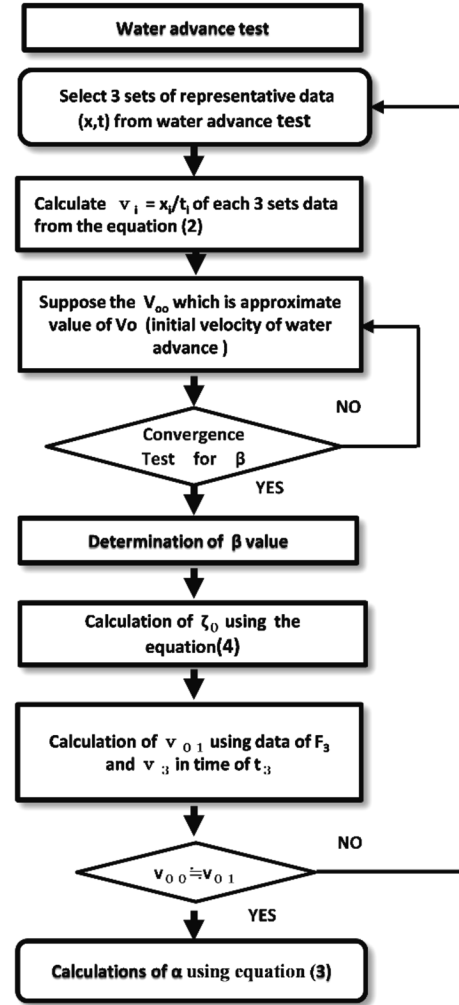 Water advance test
Select 3 sets of representative data
(x,t) from water advance test
Calculate v i = xi/ti of each 3 sets data
from the equation (2)
Suppose the Voo which is approximate
value of Vo (initial velocity of water
advance )
NO
Convergence
Test for β
YES
Determination of β value
Calculation of ζ0 using the
equation(4)
Calculation of v 0 1 using data of F3
and v 3 in time of t3
NO
v 0 0≒v 0 1
YES
Calculations of α using equation (3)